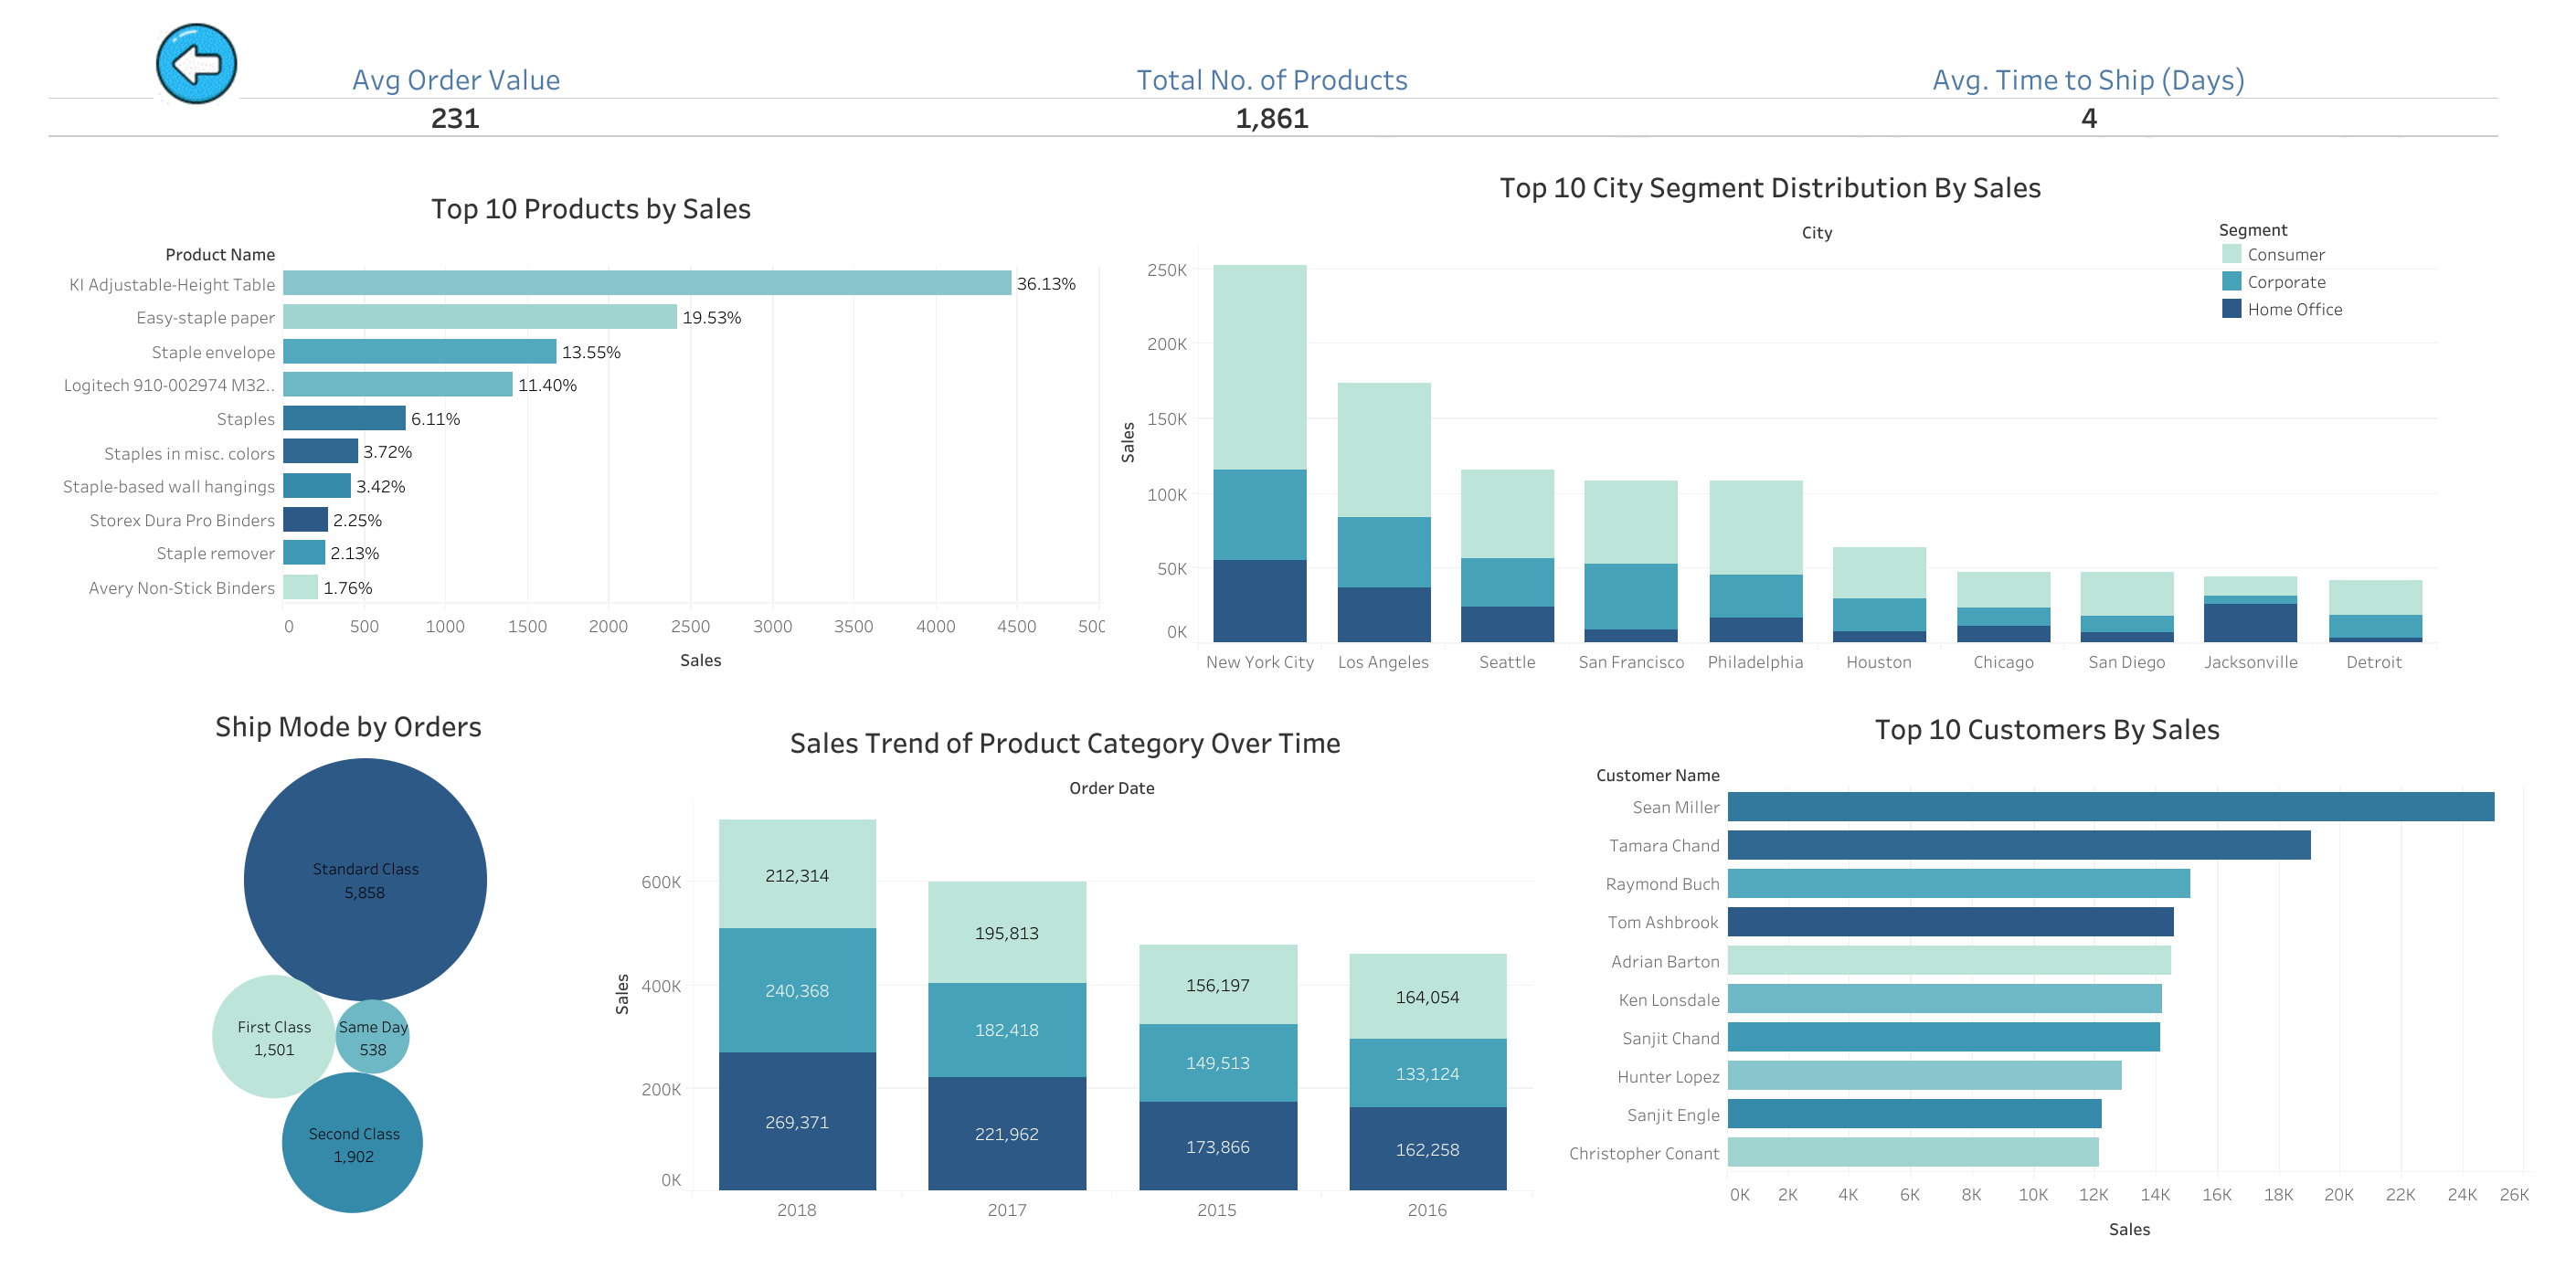 Avg Order Value
Total No. of Products
Avg. Time to Ship (Days)
231
1,861
4
Top 10 Products by Sales
Product Name
KI Adjustable-Height Table
36.13%
Easy-staple paper
19.53%
Staple envelope
13.55%
Logitech 910-002974 M32..
11.40%
Staples
6.11%
Staples in misc. colors
3.72%
Staple-based wall hangings
3.42%
Storex Dura Pro Binders
2.25%
Staple remover
2.13%
Avery Non-Stick Binders
1.76%
0 500 1000 1500 2000 2500 3000 3500 4000 4500
Sales
Top 10 City Segment Distribution By Sales
City
Segment
Consumer
Corporate
Home Office
250K
200K
150K
100K
50K
0K
Sales
New York City Los Angeles Seattle San Francisco Philadelphia Houston Chicago San Diego Jacksonville Detroit
Ship Mode by Orders
Standard Class
5,858
First Class
1,501
Same Day
538
Second Class
1,902
Sales Trend of Product Category Over Time
Order Date
600K
400K
200K
0K
Sales
212,314
240,368
269,371
195,813
182,418
221,962
156,197
149,513
173,866
164,054
133,124
162,258
2018 2017 2015 2016
Top 10 Customers By Sales
Customer Name
Sean Miller
Tamara Chand
Raymond Buch
Tom Ashbrook
Adrian Barton
Ken Lonsdale
Sanjit Chand
Hunter Lopez
Sanjit Engle
Christopher Conant
0K 2K 4K 6K 8K 10K 12K 14K 16K 18K 20K 22K 24K 26K
Sales